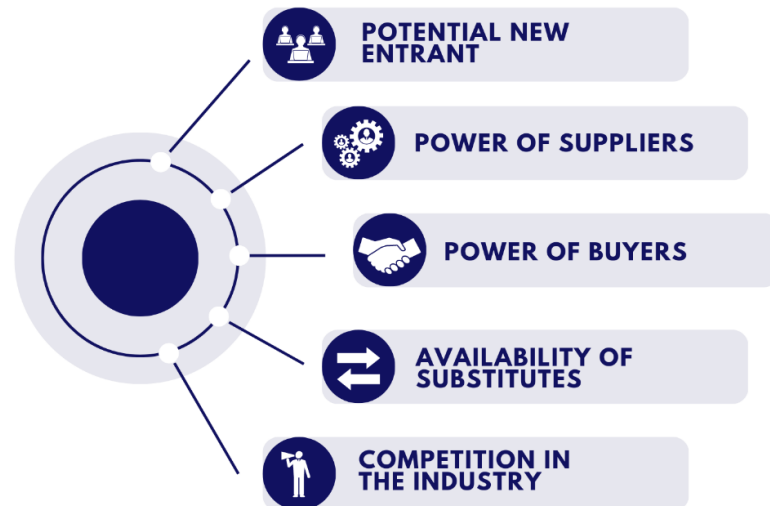 POTENTIAL NEW
ENTRANT
POWER OF SUPPLIERS
POWER OF BUYERS
AVAILABILITY OF
SUBSTITUTES
COMPETITION IN
THE INDUSTRY